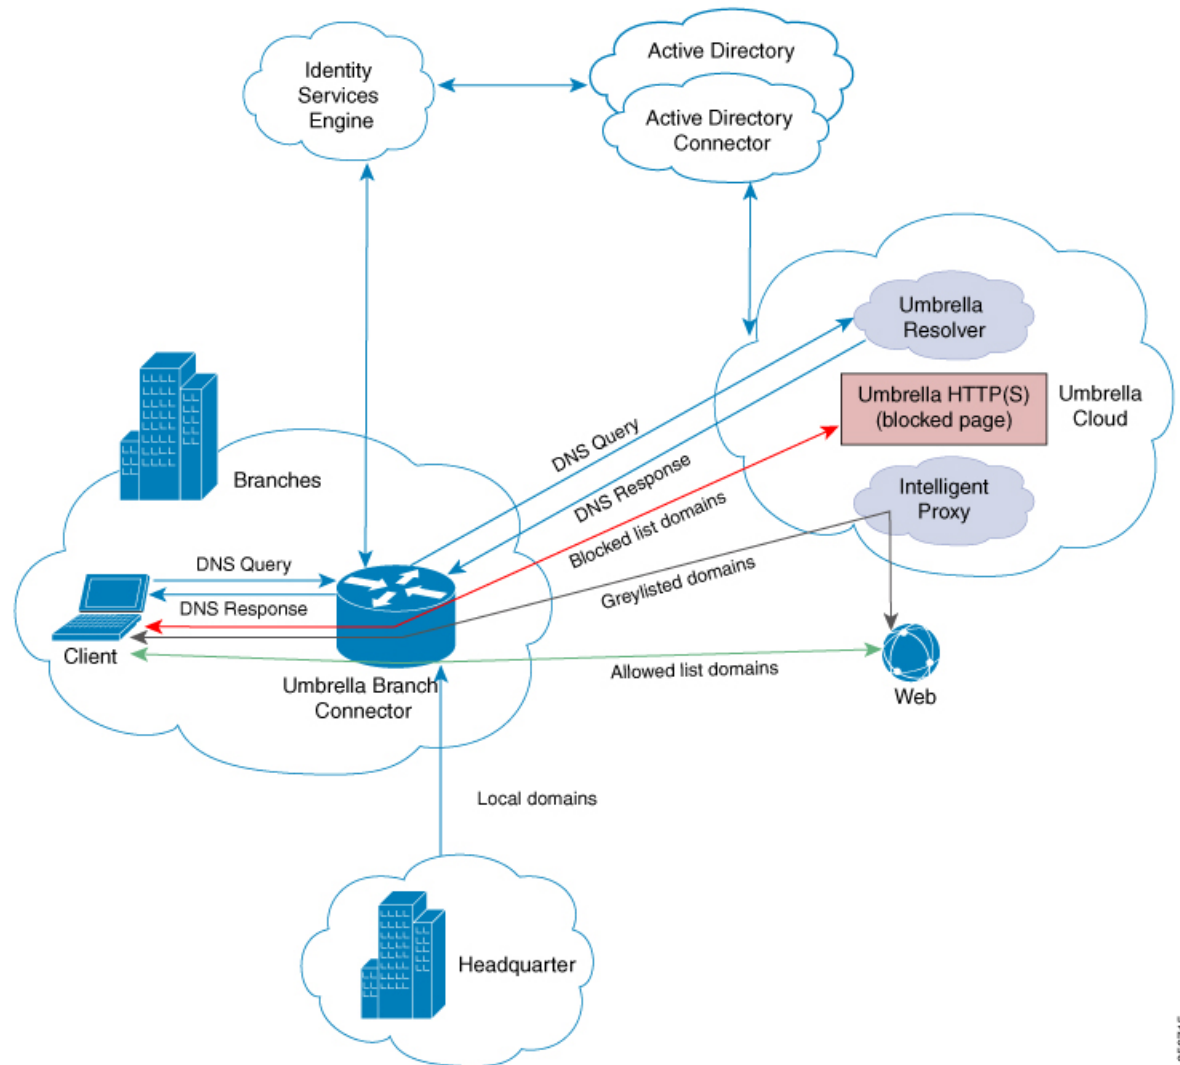 Identity
Services
Engine
Active Directory
Active Directory
Connector
Umbrella
Resolver
Umbrella HTTP(S)
(blocked page)
Umbrella
Cloud
Intelligent
Proxy
DNS Query
DNS Response
Blocked list domains
Greylisted domains
Branches
DNS Query
DNS Response
Client
Umbrella Branch
Connector
Allowed list domains
Web
Local domains
Headquarter